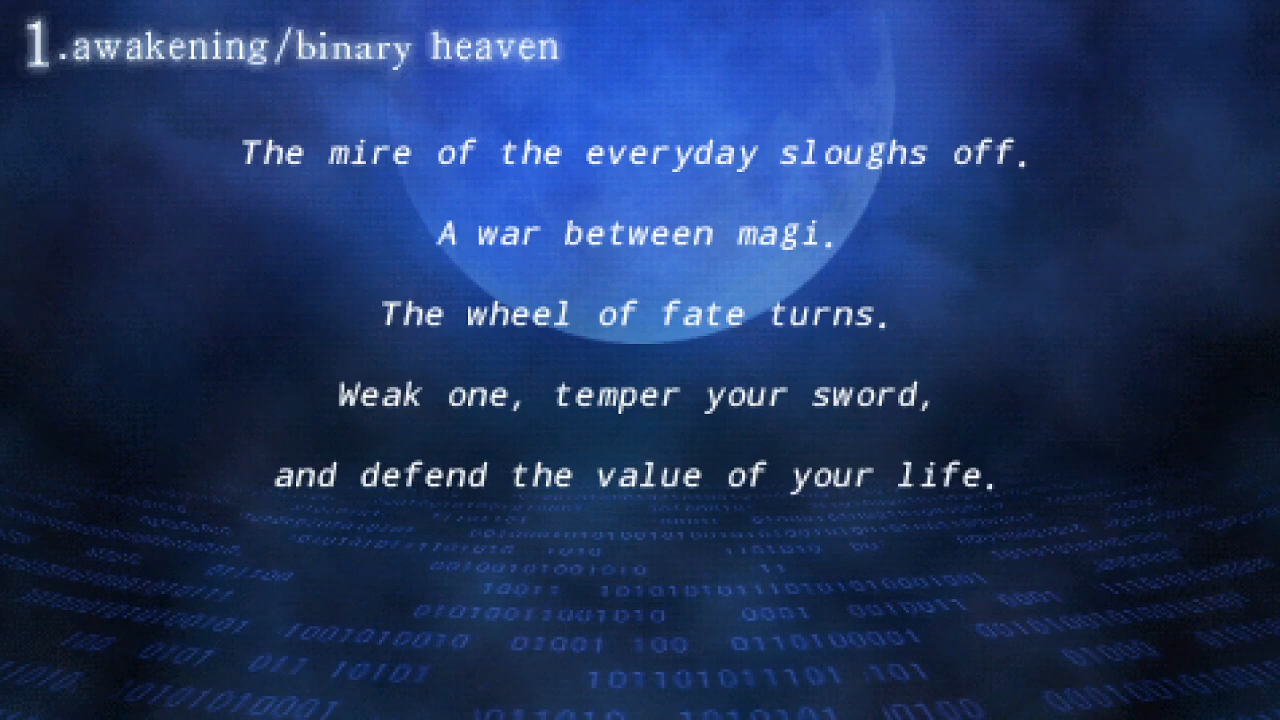 1.awakening/binary heaven
The mire of the everyday sloughs off.
A war between magi.
The wheel of fate turns.
Weak one, temper your sword,
and defend the value of your life.